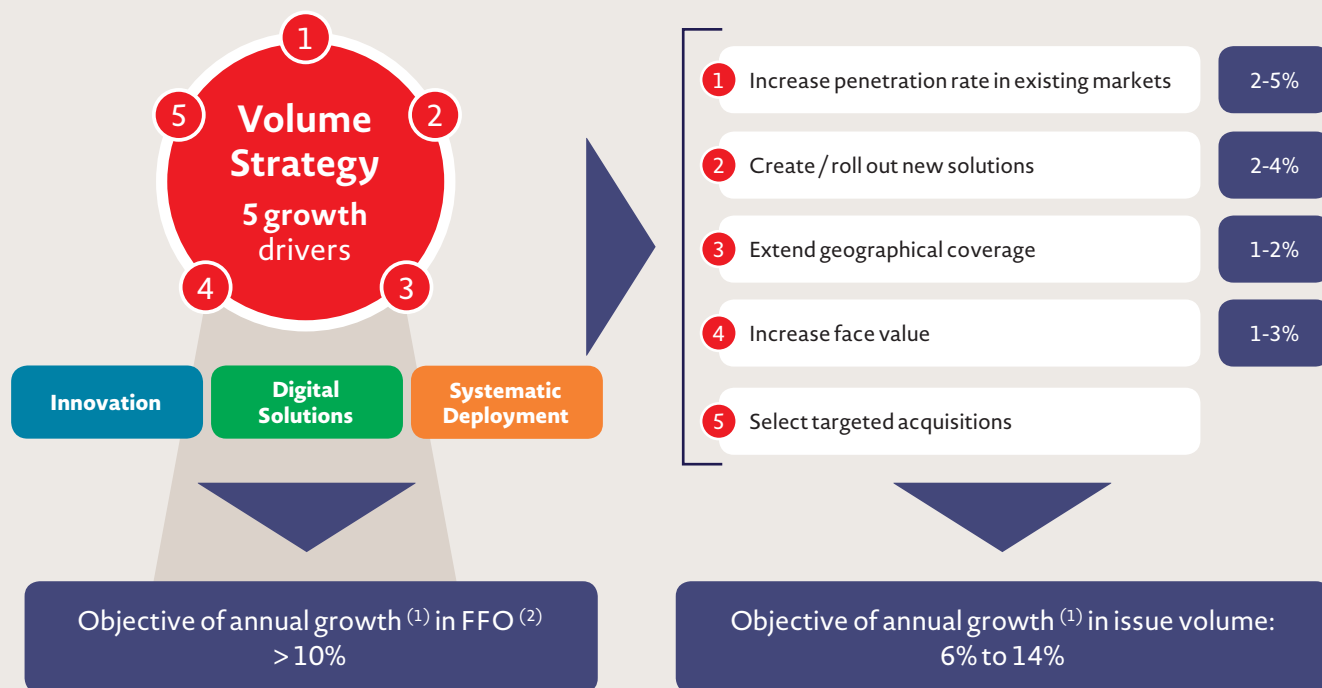 1
5
2
Volume
Strategy
5 growth
drivers
4
3
Innovation
Digital
Solutions
Systematic
Deployment
Objective of annual growth (1) in FFO (2)
> 10%
1 Increase penetration rate in existing markets 2-5%
2 Create / roll out new solutions 2-4%
3 Extend geographical coverage 1-2%
4 Increase face value 1-3%
5 Select targeted acquisitions
Objective of annual growth (1) in issue volume:
6% to 14%